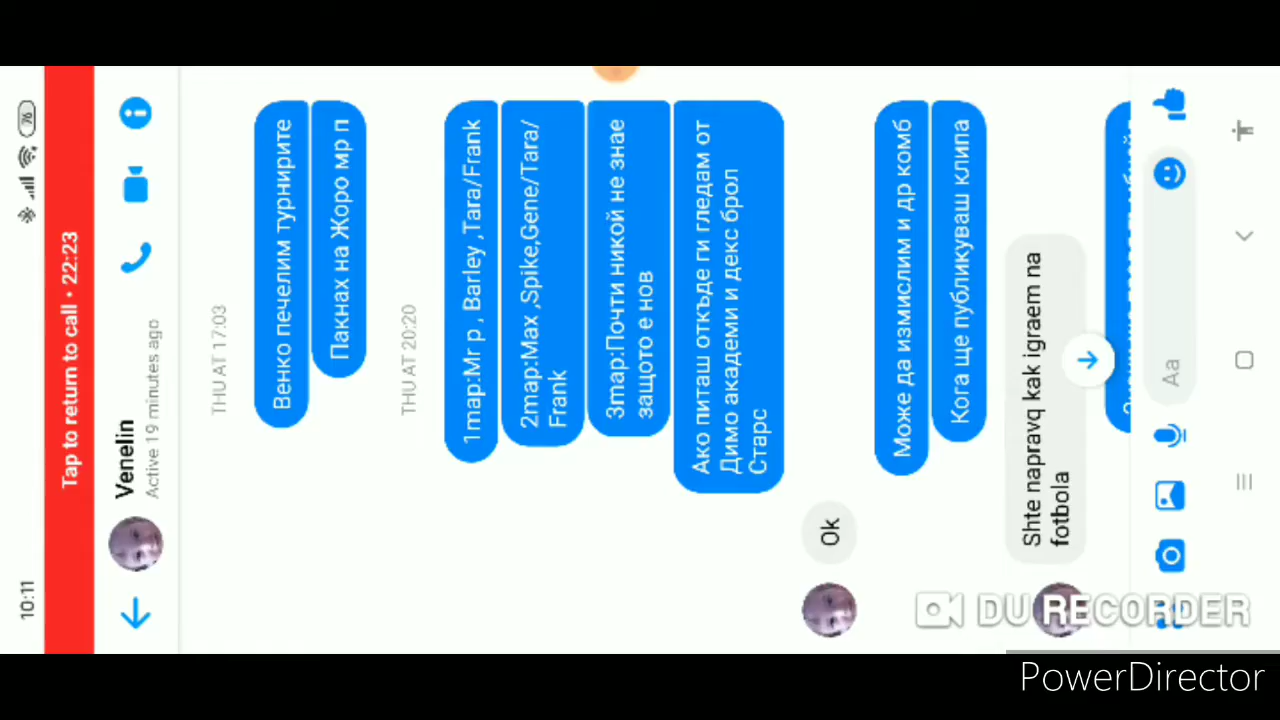 10:11
76
Tap to return to call • 22:23
Venelin
Active 19 minutes ago
THU AT 17:03
Венко печелим турнирите
Пакнах на Жоро мр п
THU AT 20:20
1map:Mr p , Barley ,Tara/Frank
2map:Max ,Spike,Gene/Tara/
Frank
3map:Почти никой не знае
защото е нов
Ако питаш откъде ги гледам от
Димо академи и декс брол
Старс
Ok
Може да измислим и др комб
Кога ще публикуваш клипа
Shte napravq kak igraem na
fotbola
Aa
DU RECORDER
PowerDirector